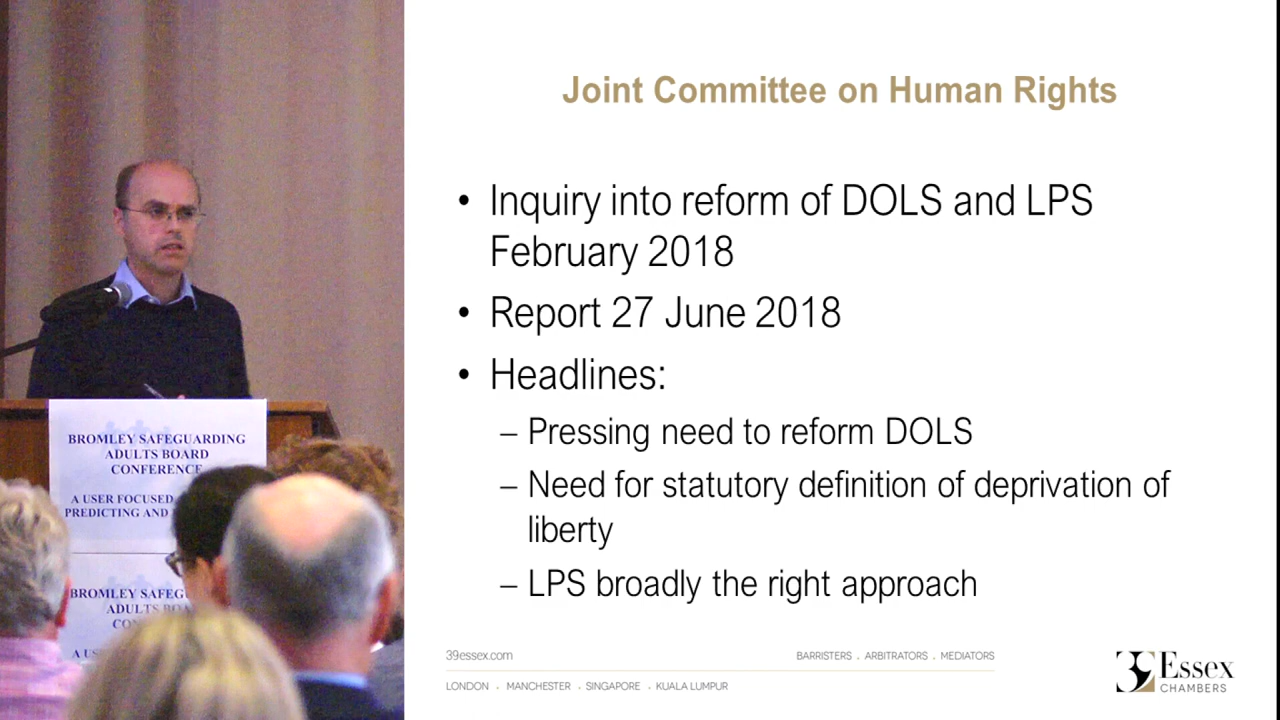 BROMLEY SAFEGUARDING
ADULTS BOARD
CONFERENCE
A USER FOCUSED
PREDICTING AND
BROMLEY
ADULTS
A
Joint Committee on Human Rights
• Inquiry into reform of DOLS and LPS
February 2018
• Report 27 June 2018
• Headlines:
– Pressing need to reform DOLS
– Need for statutory definition of deprivation of
liberty
– LPS broadly the right approach
39essex.com
BARRISTERS . ARBITRATORS . MEDIATORS
LONDON . MANCHESTER . SINGAPORE . KUALA LUMPUR
39 Essex
CHAMBERS